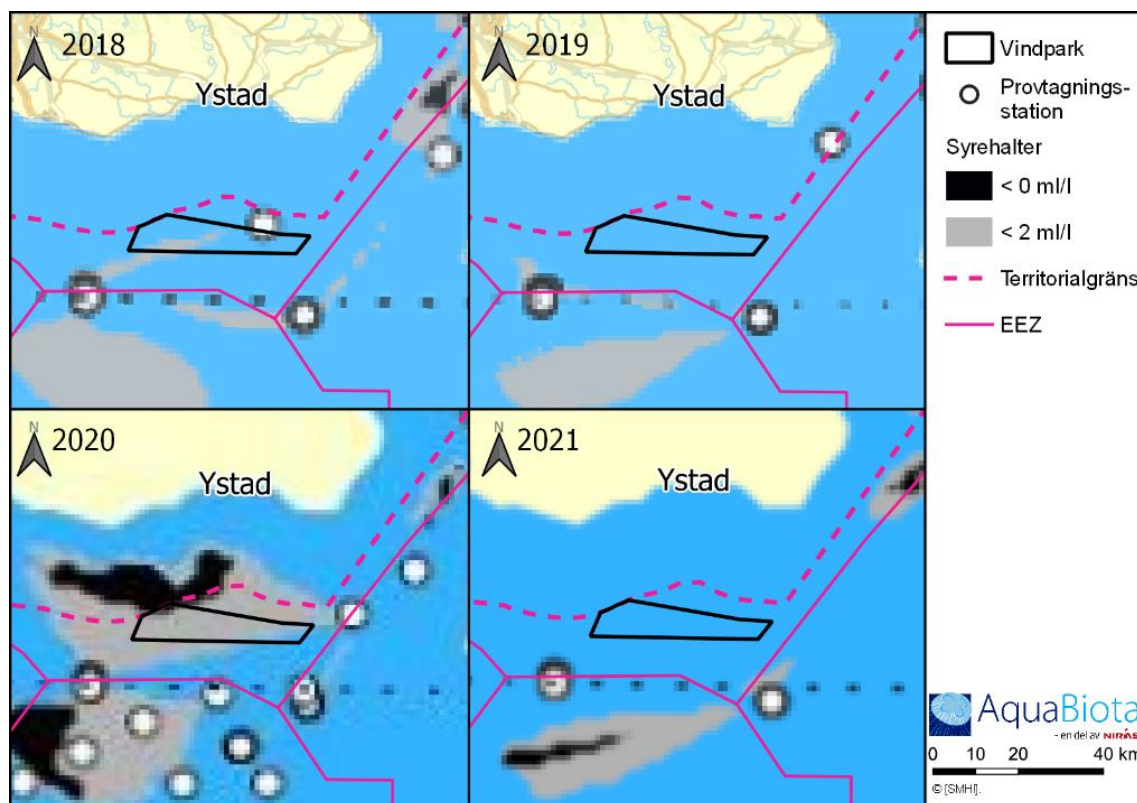 N
2018
Ystad
N
2019
Ystad
N
2020
Ystad
N
2021
Ystad
Vindpark
Provtagnings-
station
Syrehalter
< 0 ml/l
< 2 ml/l
Territorialgräns
EEZ
AquaBiota
- en del av NIRÁS
0 10 20 40 km
© [SMHI].